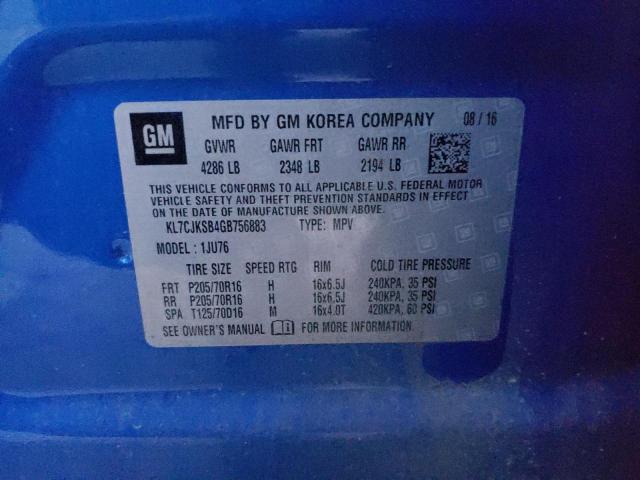 GM
MFD BY GM KOREA COMPANY 08 / 16
GVWR GAWR FRT GAWR RR
4286 LB 2348 LB 2194 LB
THIS VEHICLE CONFORMS TO ALL APPLICABLE U.S. FEDERAL MOTOR
VEHICLE SAFETY AND THEFT PREVENTION STANDARDS IN EFFECT
ON THE DATE OF MANUFACTURE SHOWN ABOVE.
KL7CJKSB4GB756883 TYPE: MPV
MODEL : 1JU76
TIRE SIZE SPEED RTG RIM COLD TIRE PRESSURE
FRT P205/70R16 H 16x6.5J 240KPA, 35 PSI
RR P205/70R16 H 16x6.5J 240KPA, 35 PSI
SPA T125/70D16 M 16x4.0T 420KPA, 60 PSI
SEE OWNER'S MANUAL FOR MORE INFORMATION.